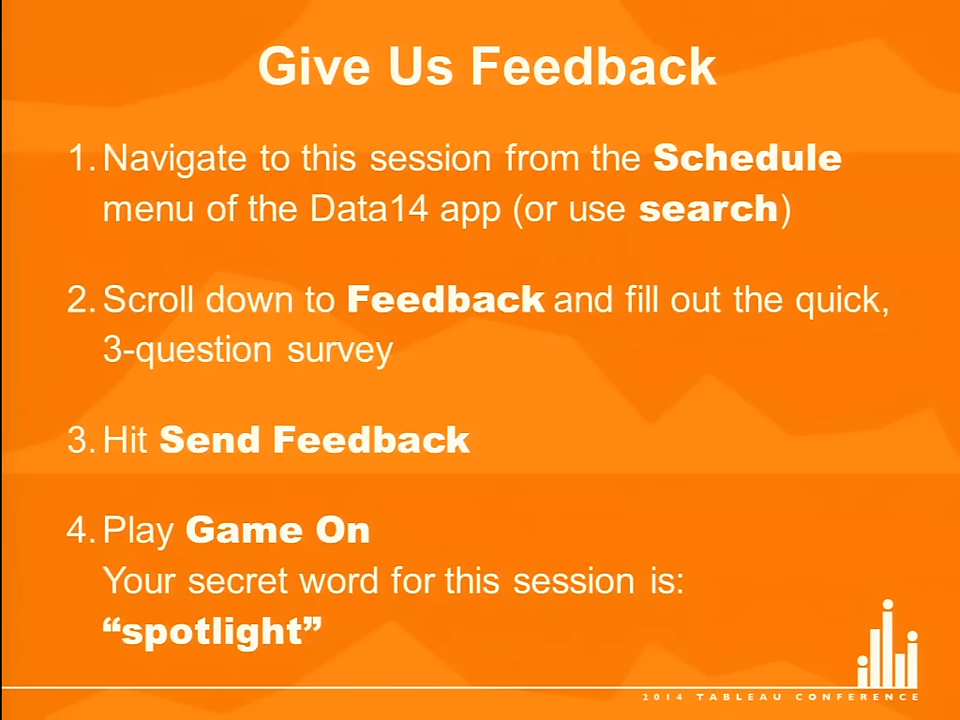 Give Us Feedback
1. Navigate to this session from the Schedule
menu of the Data14 app (or use search)
2. Scroll down to Feedback and fill out the quick,
3-question survey
3. Hit Send Feedback
4. Play Game On
Your secret word for this session is:
“spotlight”
2014 TABLEAU CONFERENCE